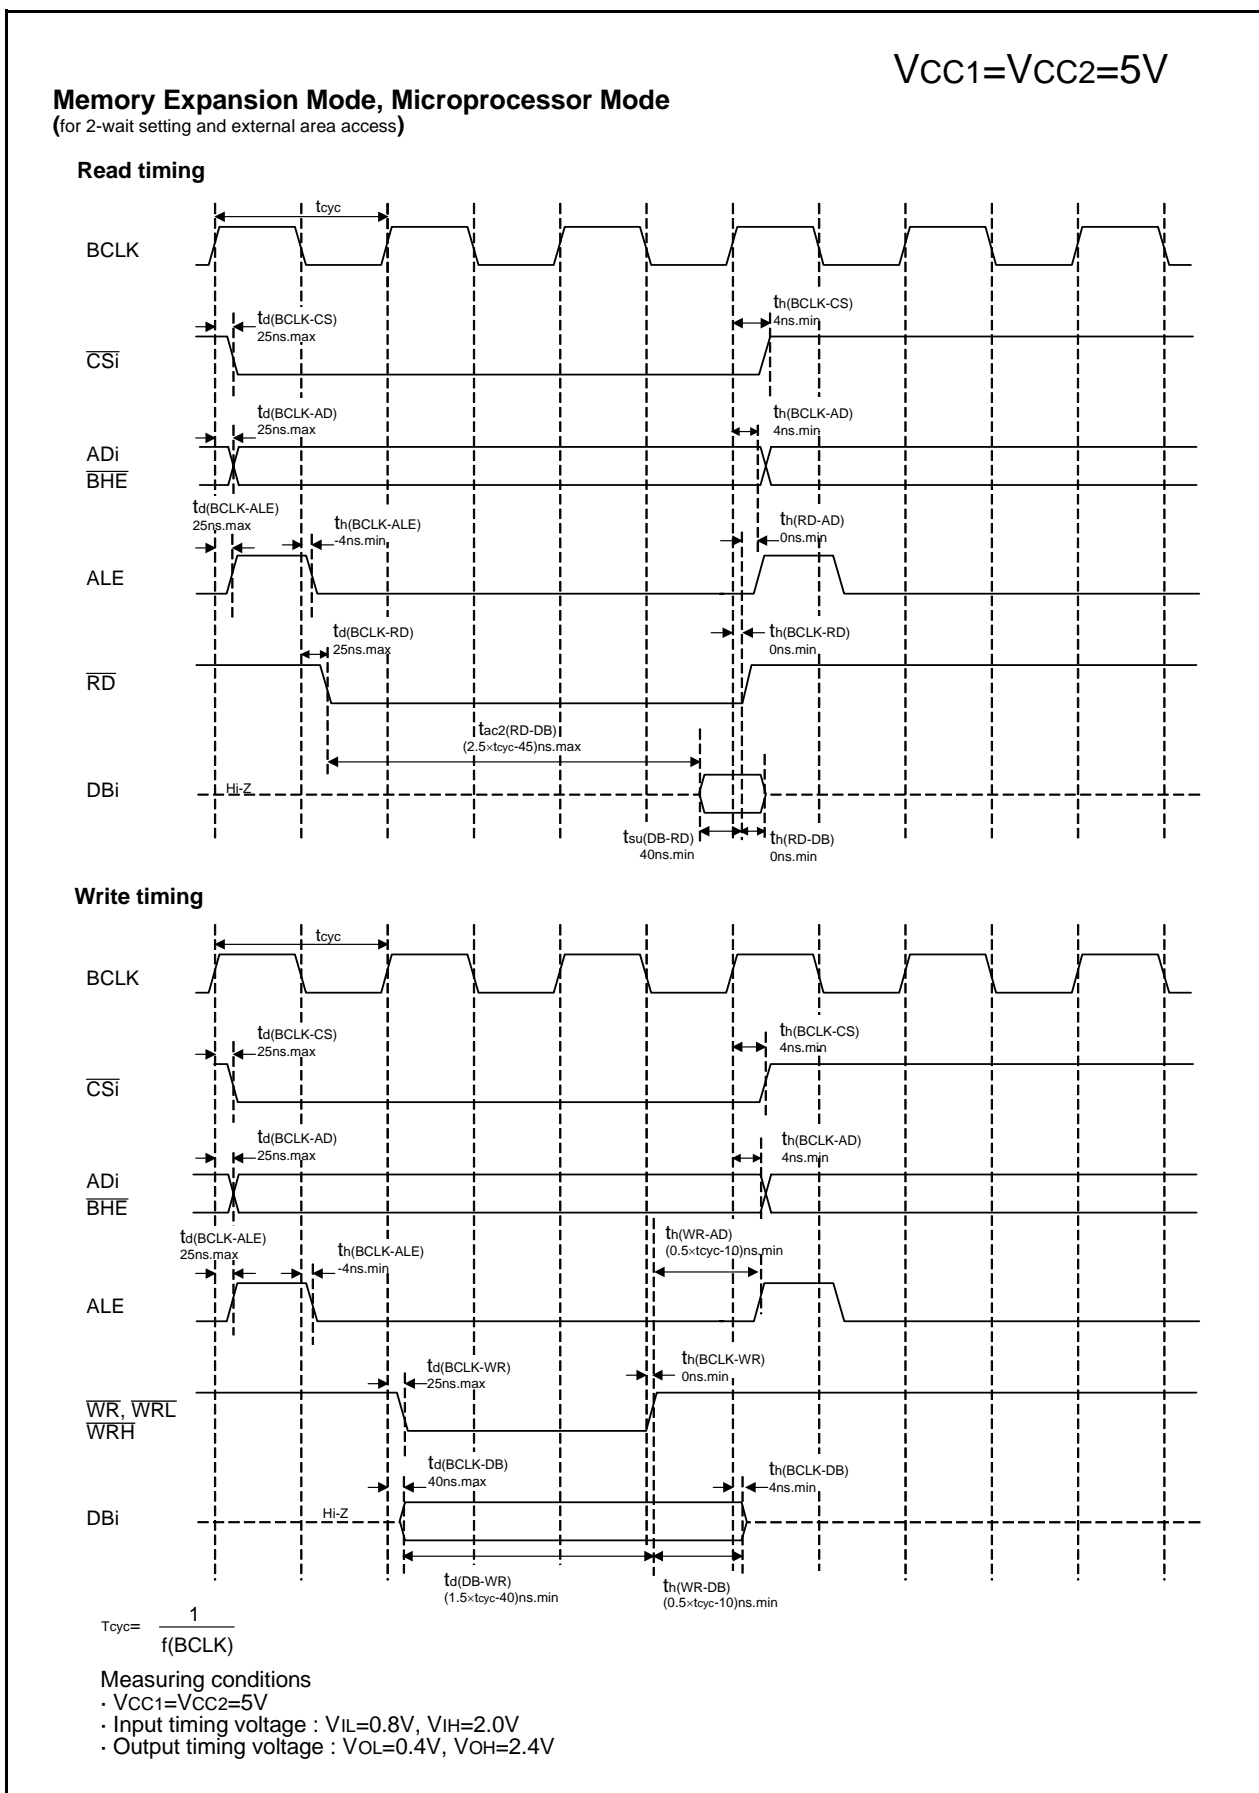 VCC1=VCC2=5V
Memory Expansion Mode, Microprocessor Mode
(for 2-wait setting and external area access)
Read timing
tcyc
BCLK
td(BCLK-CS)
25ns.max
th(BCLK-CS)
4ns.min
CSi
td(BCLK-AD)
25ns.max
th(BCLK-AD)
4ns.min
ADi
BHE
td(BCLK-ALE)
25ns.max
th(BCLK-ALE)
-4ns.min
th(RD-AD)
0ns.min
ALE
td(BCLK-RD)
25ns.max
th(BCLK-RD)
0ns.min
RD
tac2(RD-DB)
(2.5×tcyc-45)ns.max
DBi
Hi-Z
tsu(DB-RD)
40ns.min
th(RD-DB)
0ns.min
Write timing
tcyc
BCLK
td(BCLK-CS)
25ns.max
th(BCLK-CS)
4ns.min
CSi
td(BCLK-AD)
25ns.max
th(BCLK-AD)
4ns.min
ADi
BHE
td(BCLK-ALE)
25ns.max
th(BCLK-ALE)
-4ns.min
th(WR-AD)
(0.5×tcyc-10)ns.min
ALE
td(BCLK-WR)
25ns.max
th(BCLK-WR)
0ns.min
WR, WRL
WRH
td(BCLK-DB)
40ns.max
th(BCLK-DB)
4ns.min
DBi
Hi-Z
td(DB-WR)
(1.5×tcyc-40)ns.min
th(WR-DB)
(0.5×tcyc-10)ns.min
Tcyc=
1
f(BCLK)
Measuring conditions
· VCC1=VCC2=5V
· Input timing voltage : VIL=0.8V, VIH=2.0V
· Output timing voltage : VOL=0.4V, VOH=2.4V